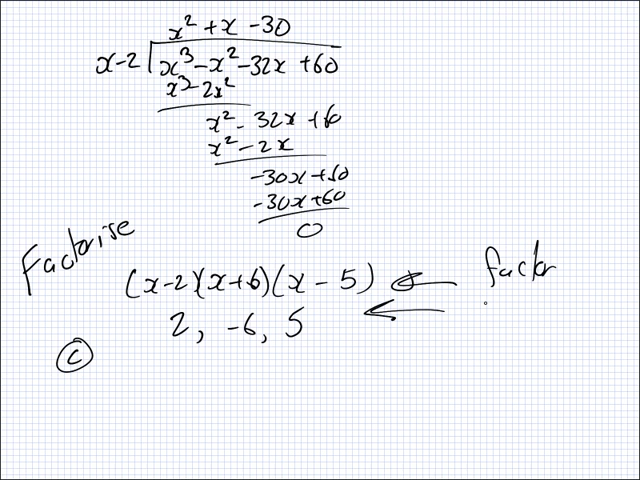 x² + x - 30
x-2 | x³ - x² - 32x + 60
x³ - 2x²
x² - 32x + 60
x² - 2x
-30x + 60
-30x + 60
0
Factorise
(x-2)(x+6)(x-5) ← factor
2, -6, 5 ←
(c)